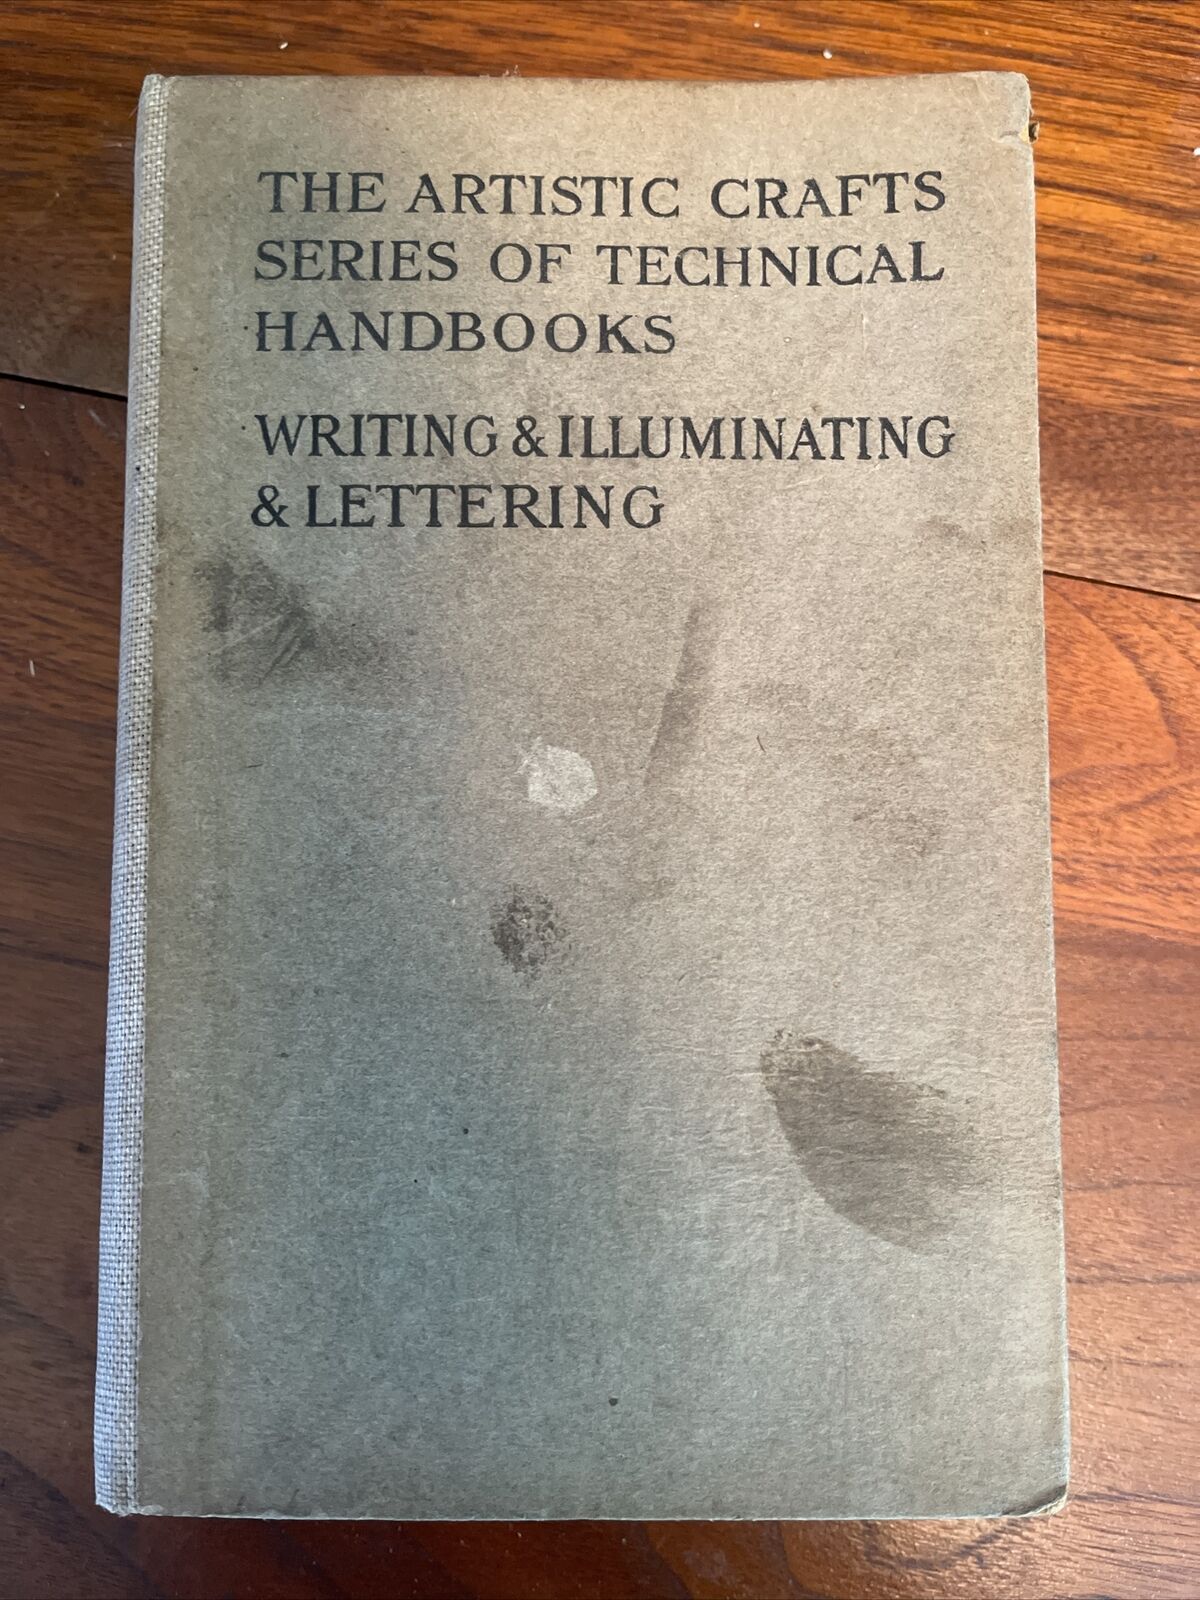 THE ARTISTIC CRAFTS
SERIES OF TECHNICAL
HANDBOOKS
WRITING & ILLUMINATING
& LETTERING